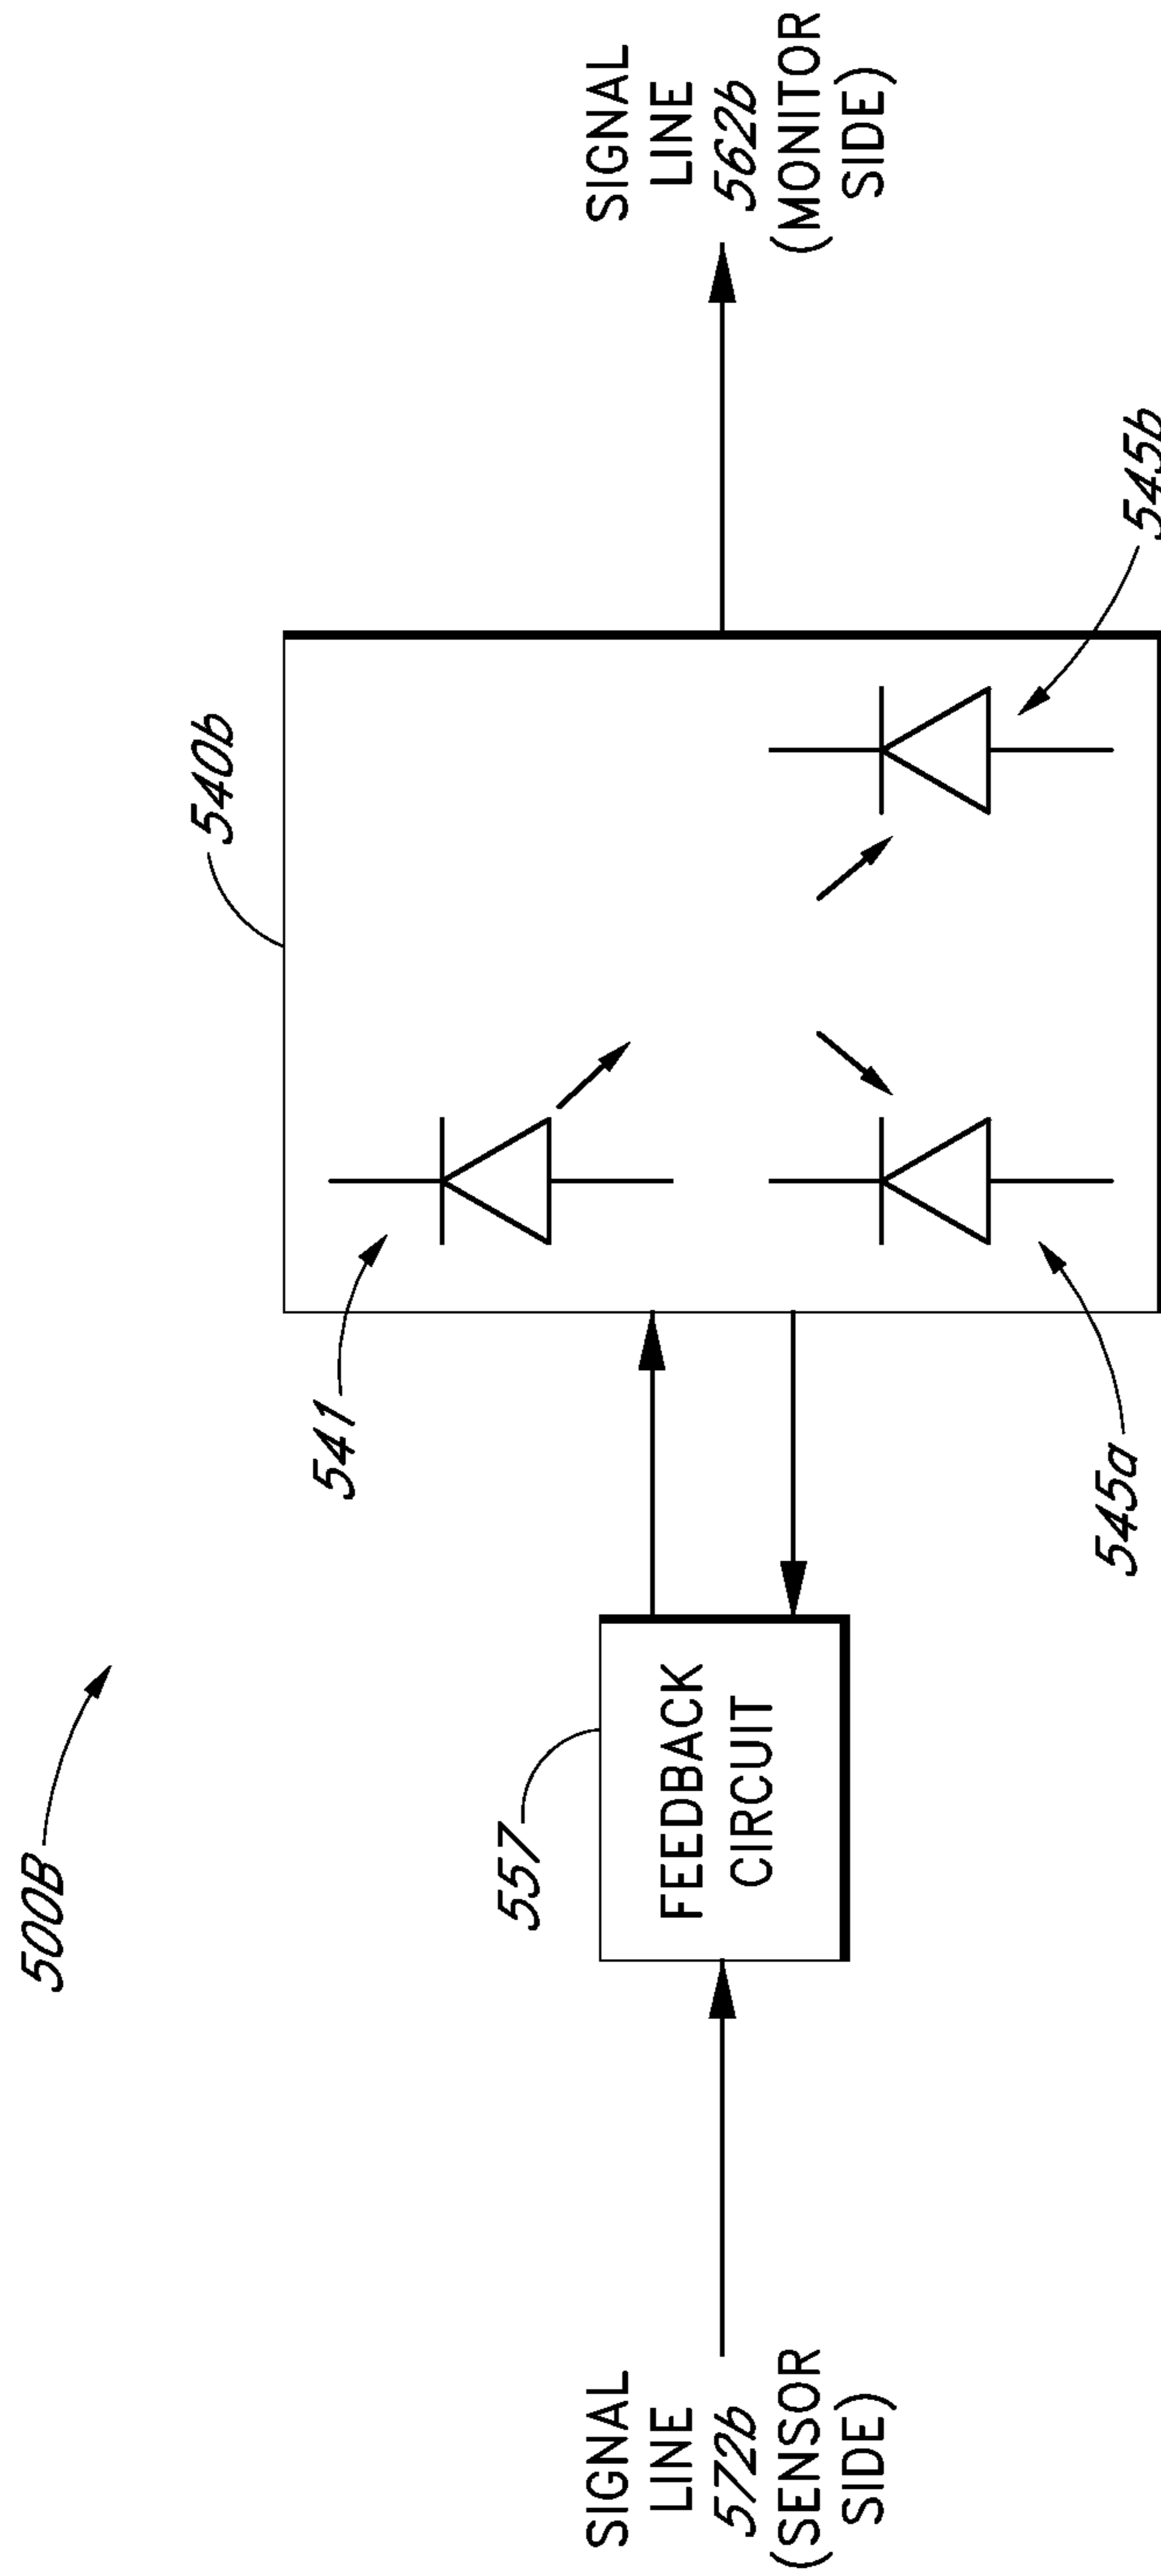 500B
SIGNAL
LINE
572b
(SENSOR
SIDE)
557
FEEDBACK
CIRCUIT
541
540b
545a
545b
SIGNAL
LINE
562b
(MONITOR
SIDE)